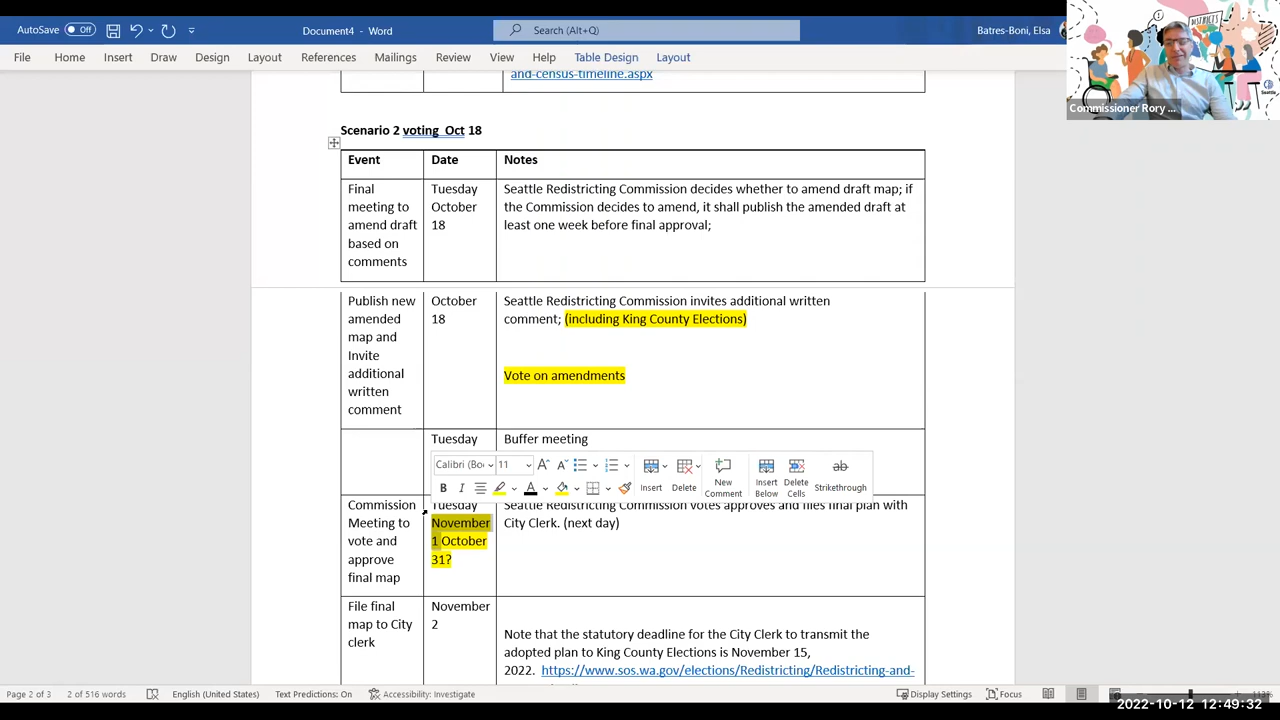 AutoSave Off
Document4 - Word
Search (Alt+Q)
Batres-Boni, Elsa
File Home Insert Draw Design Layout References Mailings Review View Help Table Design Layout
DISTRICTS
Seattle
Commissioner Rory ...
and-census-timeline.aspx
Scenario 2 voting Oct 18
Event Date Notes
Final
meeting to
amend draft
based on
comments
Tuesday
October
18
Seattle Redistricting Commission decides whether to amend draft map; if
the Commission decides to amend, it shall publish the amended draft at
least one week before final approval;
Publish new
amended
map and
Invite
additional
written
comment
October
18
Seattle Redistricting Commission invites additional written
comment; (including King County Elections)
Vote on amendments
Tuesday
Buffer meeting
Calibri (Bo 11
Insert Delete New Comment Insert Below Delete Cells Strikethrough
Commission
Meeting to
vote and
approve
final map
Tuesday
November
1 October
31?
Seattle Redistricting Commission votes approves and files final plan with
City Clerk. (next day)
File final
map to City
clerk
November
2
Note that the statutory deadline for the City Clerk to transmit the
adopted plan to King County Elections is November 15,
2022. https://www.sos.wa.gov/elections/Redistricting/Redistricting-and-
Page 2 of 3 2 of 516 words English (United States) Text Predictions: On Accessibility: Investigate Display Settings Focus
2022-10-12 12:49:32